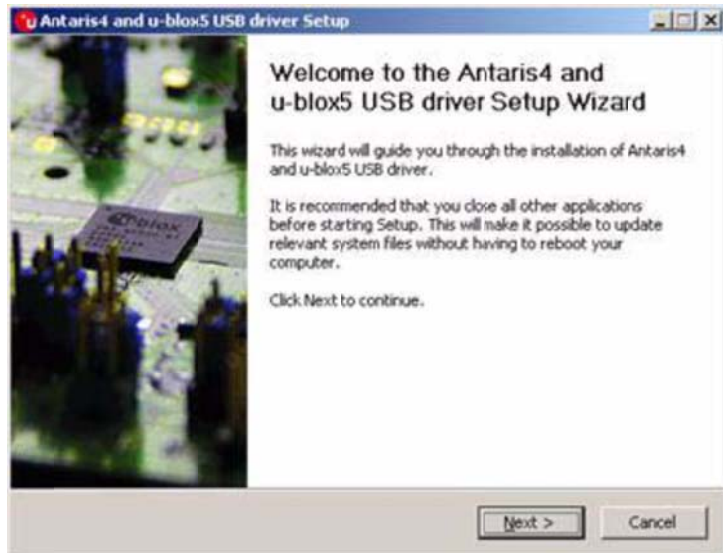 Antaris4 and u-blox5 USB driver Setup
Welcome to the Antaris4 and
u-blox5 USB driver Setup Wizard
This wizard will guide you through the installation of Antaris4
and u-blox5 USB driver.
It is recommended that you close all other applications
before starting Setup. This will make it possible to update
relevant system files without having to reboot your
computer.
Click Next to continue.
blox
Next >
Cancel